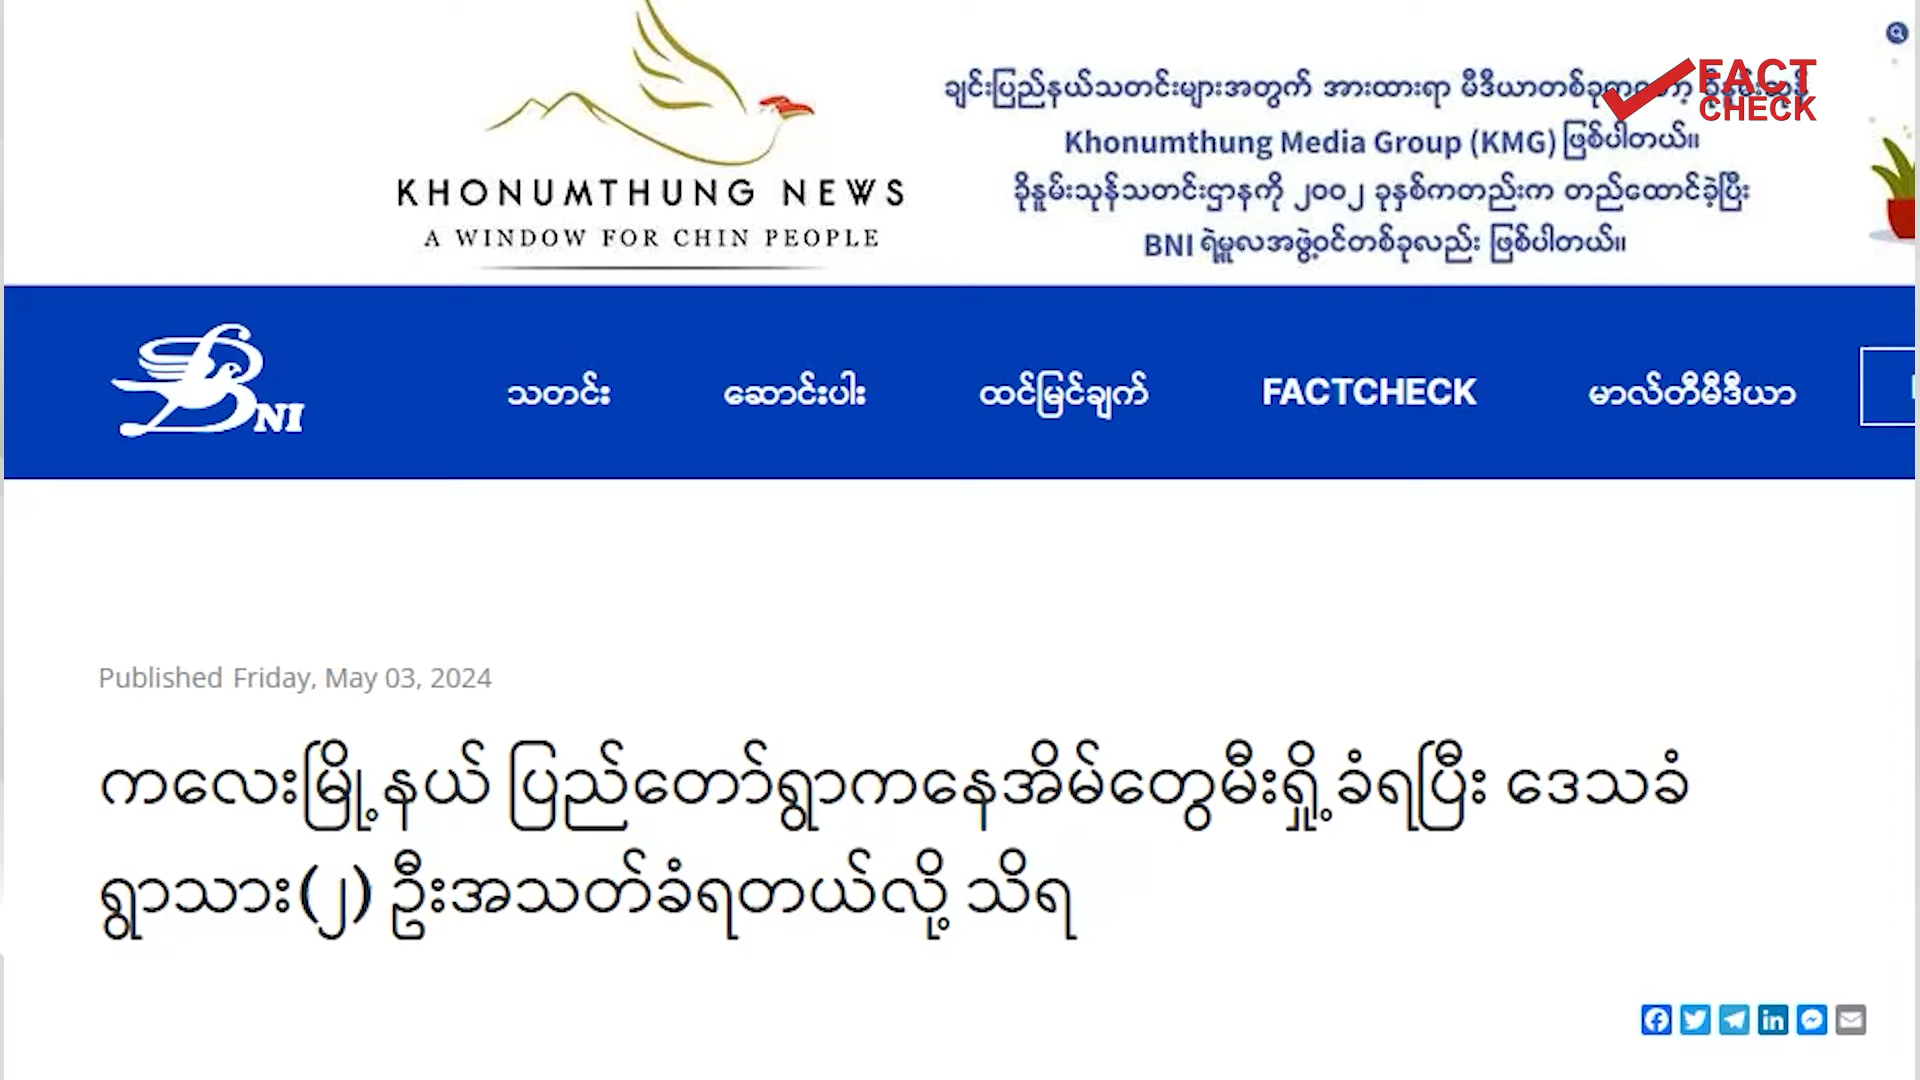 ချင်းပြည်နယ်သတင်းများအတွက် အားထားရာ မီဒီယာတစ်ခု
FACT
CHECK
Khonumthung Media Group (KMG) ဖြစ်ပါတယ်။
KHONUMTHUNG NEWS
ခိုနူမ်းသုန်သတင်းဌာနကို ၂၀၀၂ ခုနှစ်ကတည်းက တည်ထောင်ခဲ့ပြီး
A WINDOW FOR CHIN PEOPLE
BNI ရဲ့မူလအဖွဲ့ဝင်တစ်ခုလည်း ဖြစ်ပါတယ်။
BNI
သတင်း ဆောင်းပါး ထင်မြင်ချက် FACTCHECK မာလ်တီမီဒီယာ
Published Friday, May 03, 2024
ကလေးမြို့နယ် ပြည်တော်ရွာကနေအိမ်တွေမီးရှို့ခံရပြီး ဒေသခံ
ရွာသား(၂) ဦးအသတ်ခံရတယ်လို့ သိရ